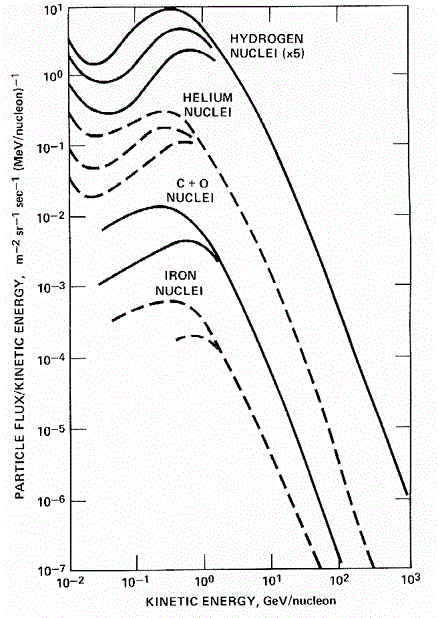 PARTICLE FLUX/KINETIC ENERGY, m⁻² sr⁻¹ sec⁻¹ (MeV/nucleon)⁻¹
10¹
10⁰
10⁻¹
10⁻²
10⁻³
10⁻⁴
10⁻⁵
10⁻⁶
10⁻⁷
HYDROGEN
NUCLEI (x5)
HELIUM
NUCLEI
C + O
NUCLEI
IRON
NUCLEI
10⁻² 10⁻¹ 10⁰ 10¹ 10² 10³
KINETIC ENERGY, GeV/nucleon